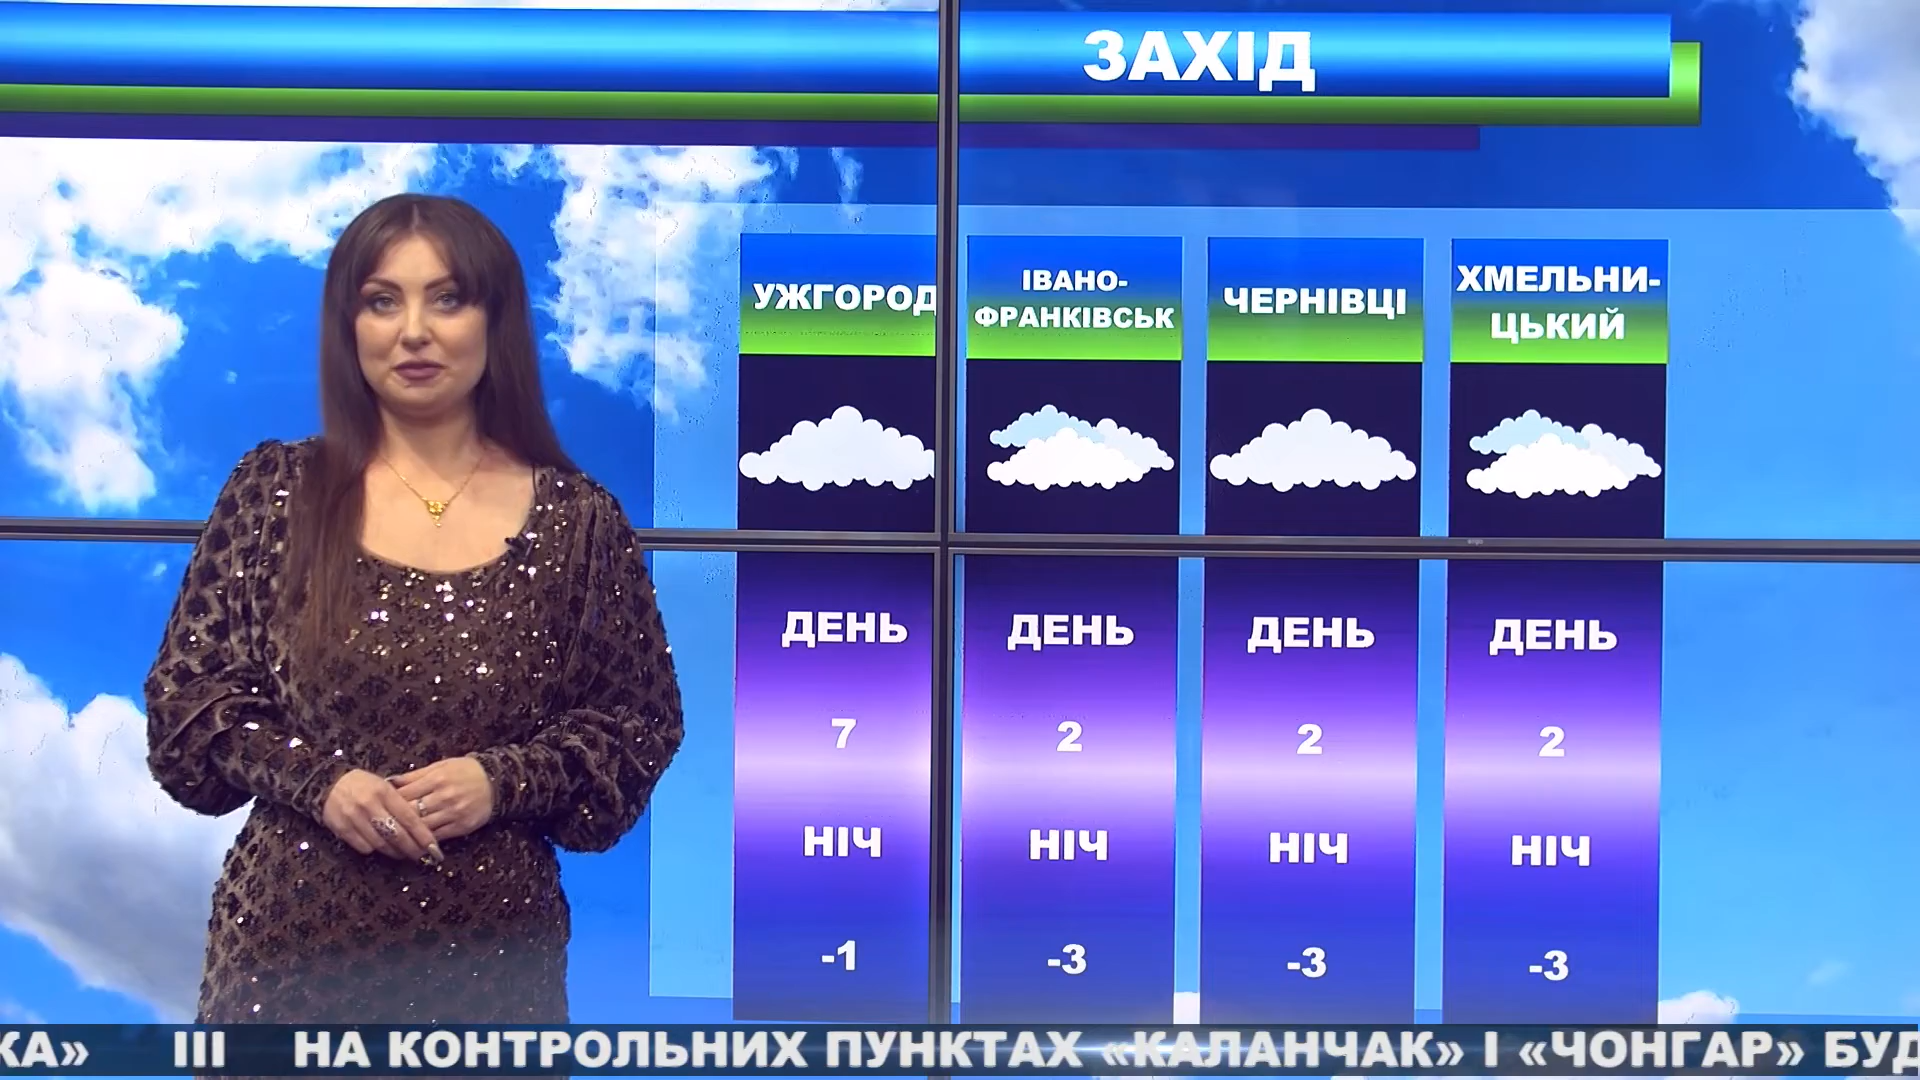 ЗАХІД
УЖГОРОД
ІВАНО-
ФРАНКІВСЬК
ЧЕРНІВЦІ
ХМЕЛЬНИ-
ЦЬКИЙ
ДЕНЬ ДЕНЬ ДЕНЬ ДЕНЬ
7 2 2 2
НІЧ НІЧ НІЧ НІЧ
-1 -3 -3 -3
КА» ІІІ НА КОНТРОЛЬНИХ ПУНКТАХ «КАЛАНЧАК» І «ЧОНГАР» БУД